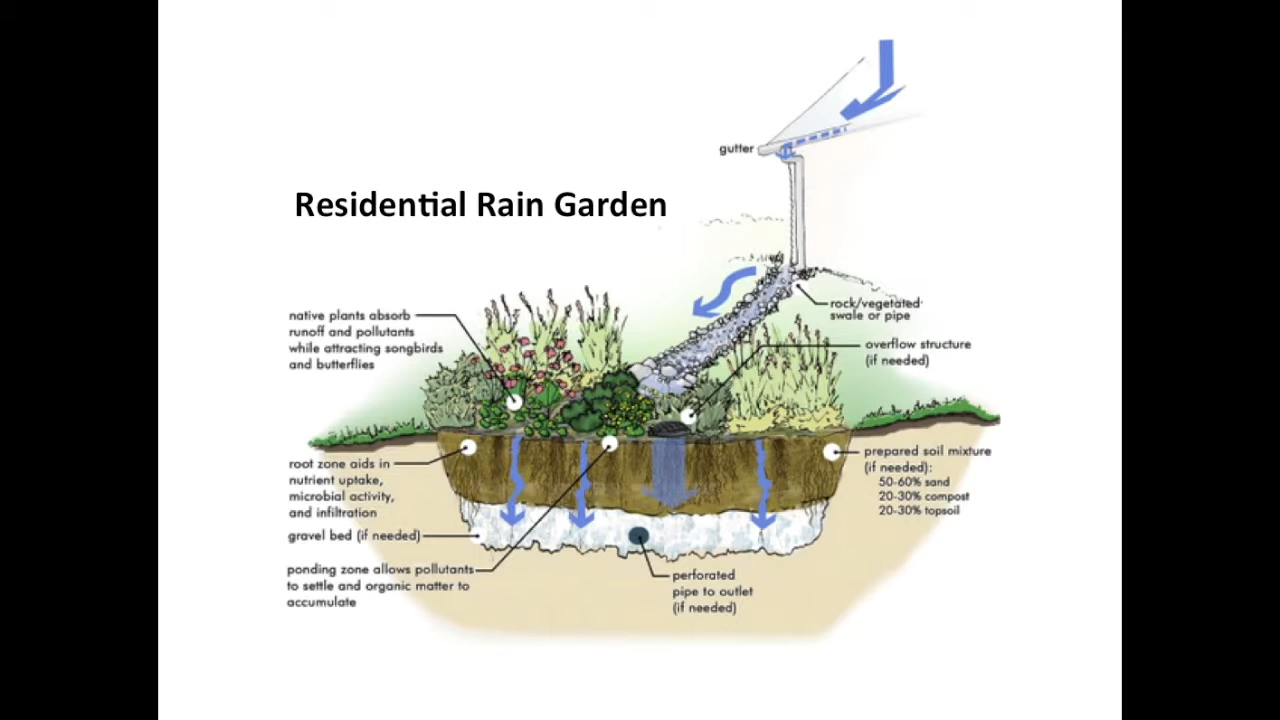 gutter
Residential Rain Garden
rock/vegetated
swale or pipe
native plants absorb
runoff and pollutants
while attracting songbirds
and butterflies
overflow structure
(if needed)
root zone aids in
nutrient uptake,
microbial activity,
and infiltration
prepared soil mixture
(if needed):
50-60% sand
20-30% compost
20-30% topsoil
gravel bed (if needed)
ponding zone allows pollutants
to settle and organic matter to
accumulate
perforated
pipe to outlet
(if needed)